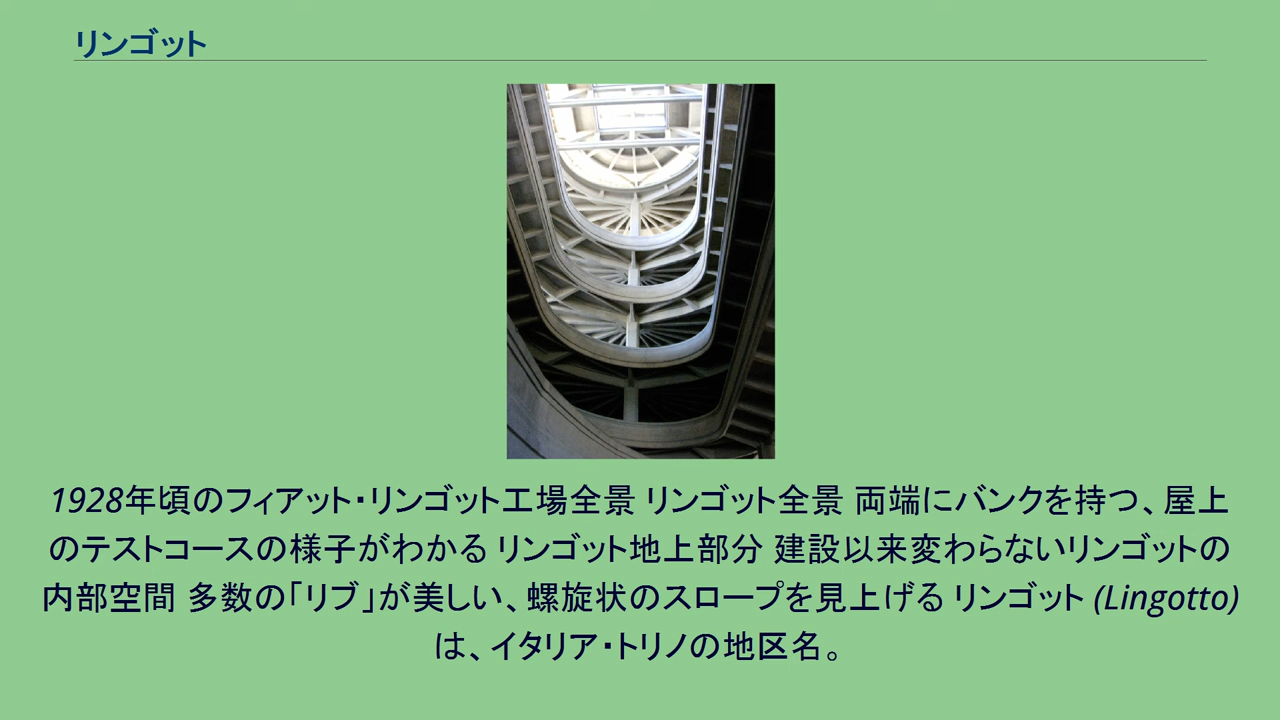 リンゴット
1928年頃のフィアット・リンゴット工場全景 リンゴット全景 両端にバンクを持つ、屋上
のテストコースの様子がわかる リンゴット地上部分 建設以来変わらないリンゴットの
内部空間 多数の「リブ」が美しい、螺旋状のスロープを見上げる リンゴット (Lingotto)
は、イタリア・トリノの地区名。